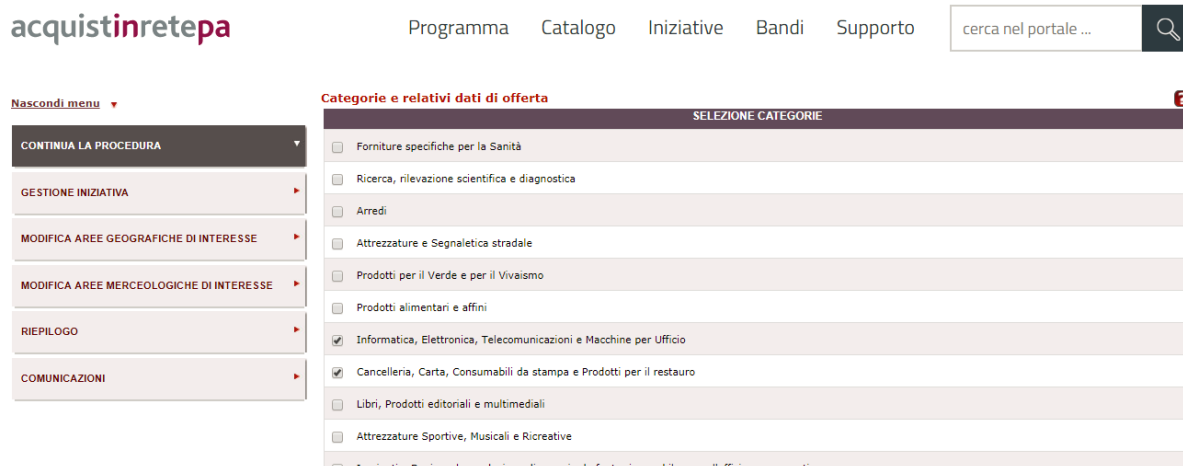 acquistinretepa
Programma Catalogo Iniziative Bandi Supporto
cerca nel portale ...
Nascondi menu
CONTINUA LA PROCEDURA
GESTIONE INIZIATIVA
MODIFICA AREE GEOGRAFICHE DI INTERESSE
MODIFICA AREE MERCEOLOGICHE DI INTERESSE
RIEPILOGO
COMUNICAZIONI
Categorie e relativi dati di offerta
SELEZIONE CATEGORIE
Forniture specifiche per la Sanità
Ricerca, rilevazione scientifica e diagnostica
Arredi
Attrezzature e Segnaletica stradale
Prodotti per il Verde e per il Vivaismo
Prodotti alimentari e affini
Informatica, Elettronica, Telecomunicazioni e Macchine per Ufficio
Cancelleria, Carta, Consumabili da stampa e Prodotti per il restauro
Libri, Prodotti editoriali e multimediali
Attrezzature Sportive, Musicali e Ricreative